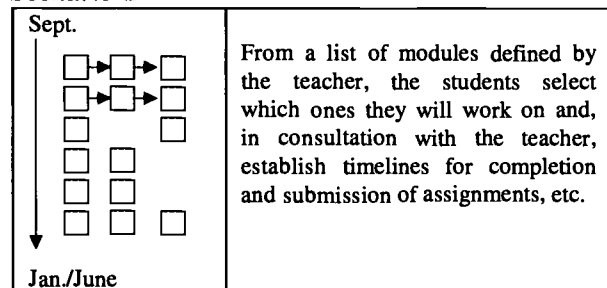 Sept.
Jan./June
From a list of modules defined by
the teacher, the students select
which ones they will work on and,
in consultation with the teacher,
establish timelines for completion
and submission of assignments, etc.